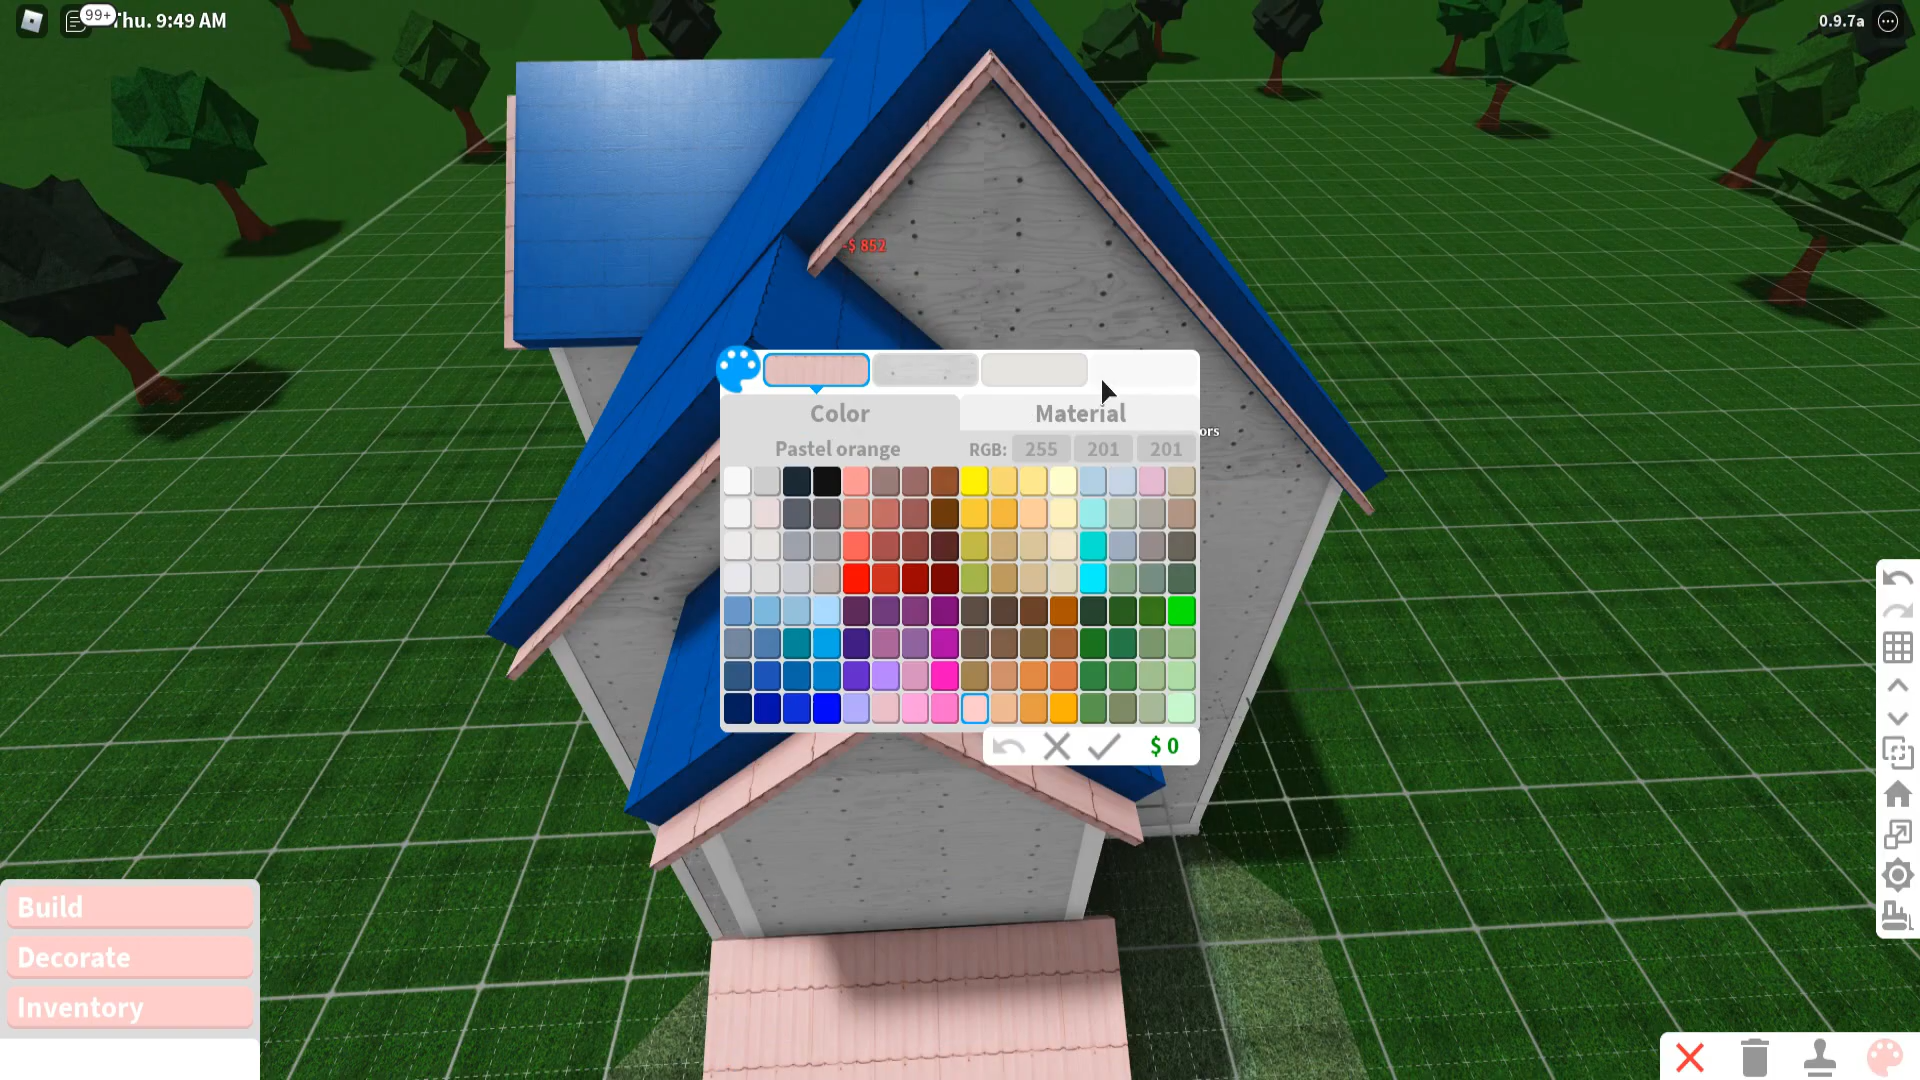 99+
Thu. 9:49 AM
0.9.7a
-$ 852
Color
Material
ors
Pastel orange
RGB: 255 201 201
$ 0
Build
Decorate
Inventory